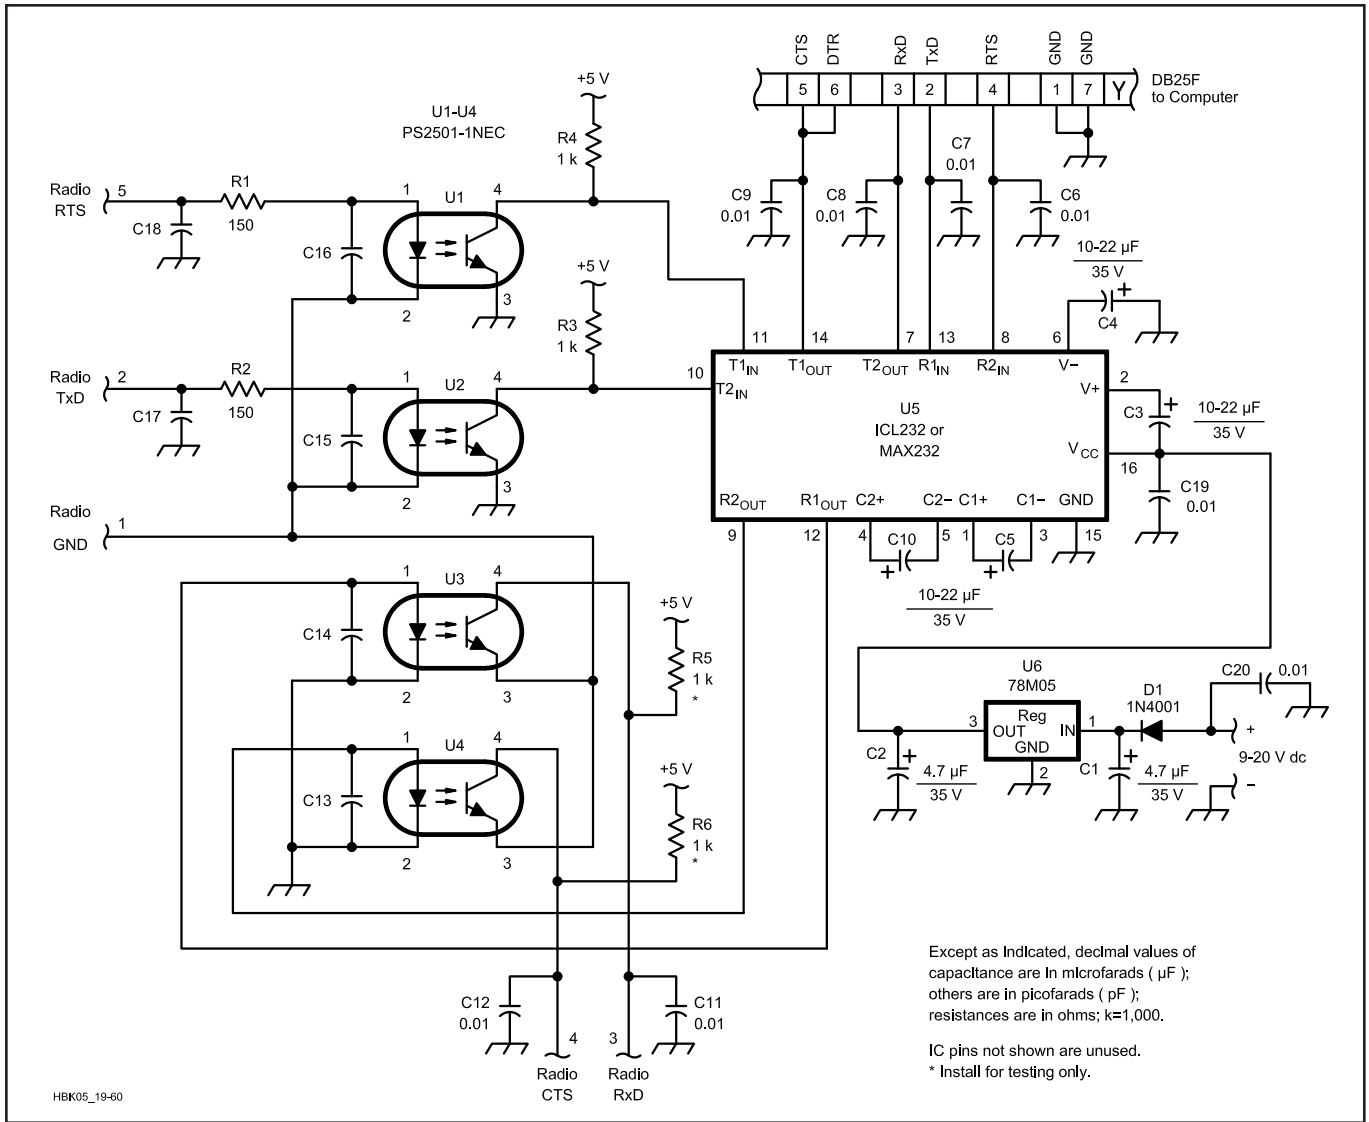 CTS
DTR
RxD
TxD
RTS
GND
GND
5
6
3
2
4
1
7
Y
DB25F
to Computer
+5 V
U1-U4
PS2501-1NEC
R4
1 k
C7
0.01
C9
0.01
C8
0.01
C6
0.01
Radio
RTS
5
R1
150
C18
C16
1
U1
4
2
3
10-22 µF
35 V
+
C4
+5 V
R3
1 k
11
14
7
13
8
6
T1IN
T1OUT
T2OUT
R1IN
R2IN
V–
10
T2IN
V+
2
U5
ICL232 or
MAX232
C3
+
10-22 µF
35 V
VCC
16
C19
0.01
Radio
TxD
2
R2
150
C17
C15
1
U2
4
2
3
R2OUT
R1OUT
C2+
C2–
C1+
C1–
GND
9
12
4
C10
5
1
C5
3
15
+
+
10-22 µF
35 V
Radio
GND
1
1
U3
4
C14
2
3
+5 V
R5
1 k
*
1
U4
4
C13
2
3
+5 V
R6
1 k
*
U6
78M05
3
Reg
OUT
IN
GND
1
2
D1
1N4001
C20
0.01
+
9-20 V dc
–
C2
+
4.7 µF
35 V
C1
+
4.7 µF
35 V
C12
0.01
4
3
C11
0.01
Radio
CTS
Radio
RxD
Except as Indicated, decimal values of
capacitance are in microfarads ( µF );
others are in picofarads ( pF );
resistances are in ohms; k=1,000.
IC pins not shown are unused.
* Install for testing only.
HBK05_19-60